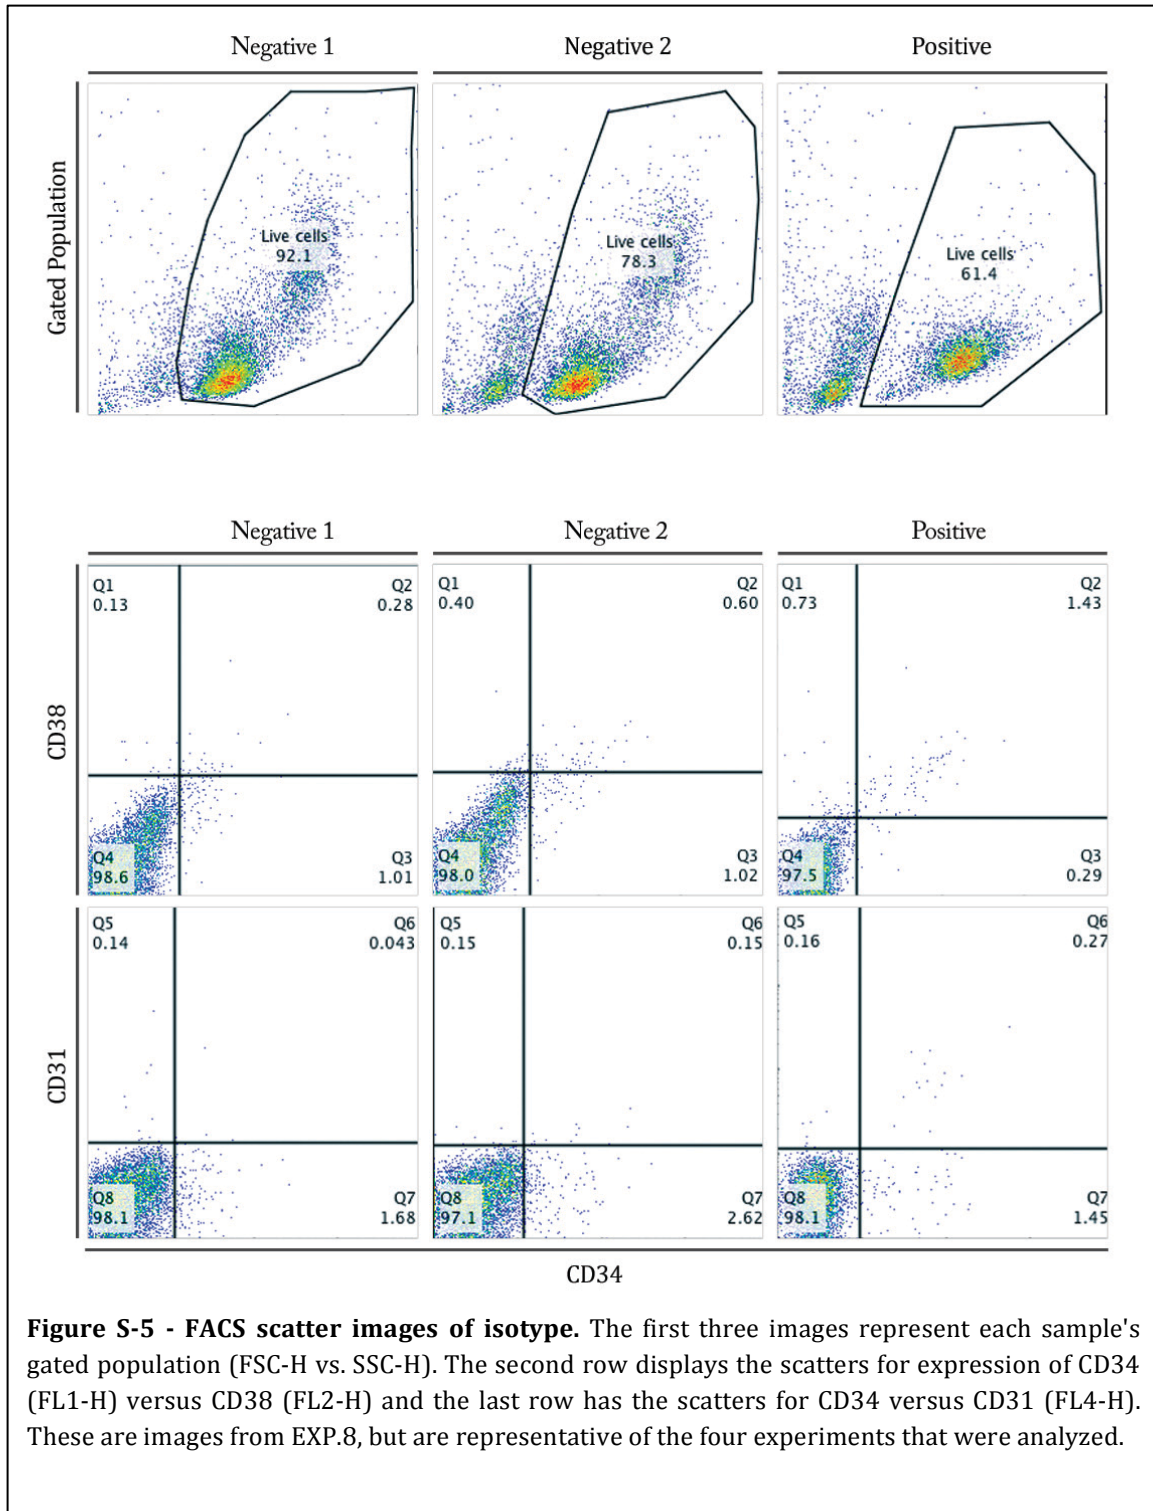 Negative 1 Negative 2 Positive
Gated Population
Live cells
92.1
Live cells
78.3
Live cells
61.4
Negative 1 Negative 2 Positive
CD38
Q1
0.13
Q2
0.28
Q4
98.6
Q3
1.01
Q1
0.40
Q2
0.60
Q4
98.0
Q3
1.02
Q1
0.73
Q2
1.43
Q4
97.5
Q3
0.29
CD31
Q5
0.14
Q6
0.043
Q8
98.1
Q7
1.68
Q5
0.15
Q6
0.15
Q8
97.1
Q7
2.62
Q5
0.16
Q6
0.27
Q8
98.1
Q7
1.45
CD34
Figure S-5 - FACS scatter images of isotype. The first three images represent each sample's
gated population (FSC-H vs. SSC-H). The second row displays the scatters for expression of CD34
(FL1-H) versus CD38 (FL2-H) and the last row has the scatters for CD34 versus CD31 (FL4-H).
These are images from EXP.8, but are representative of the four experiments that were analyzed.